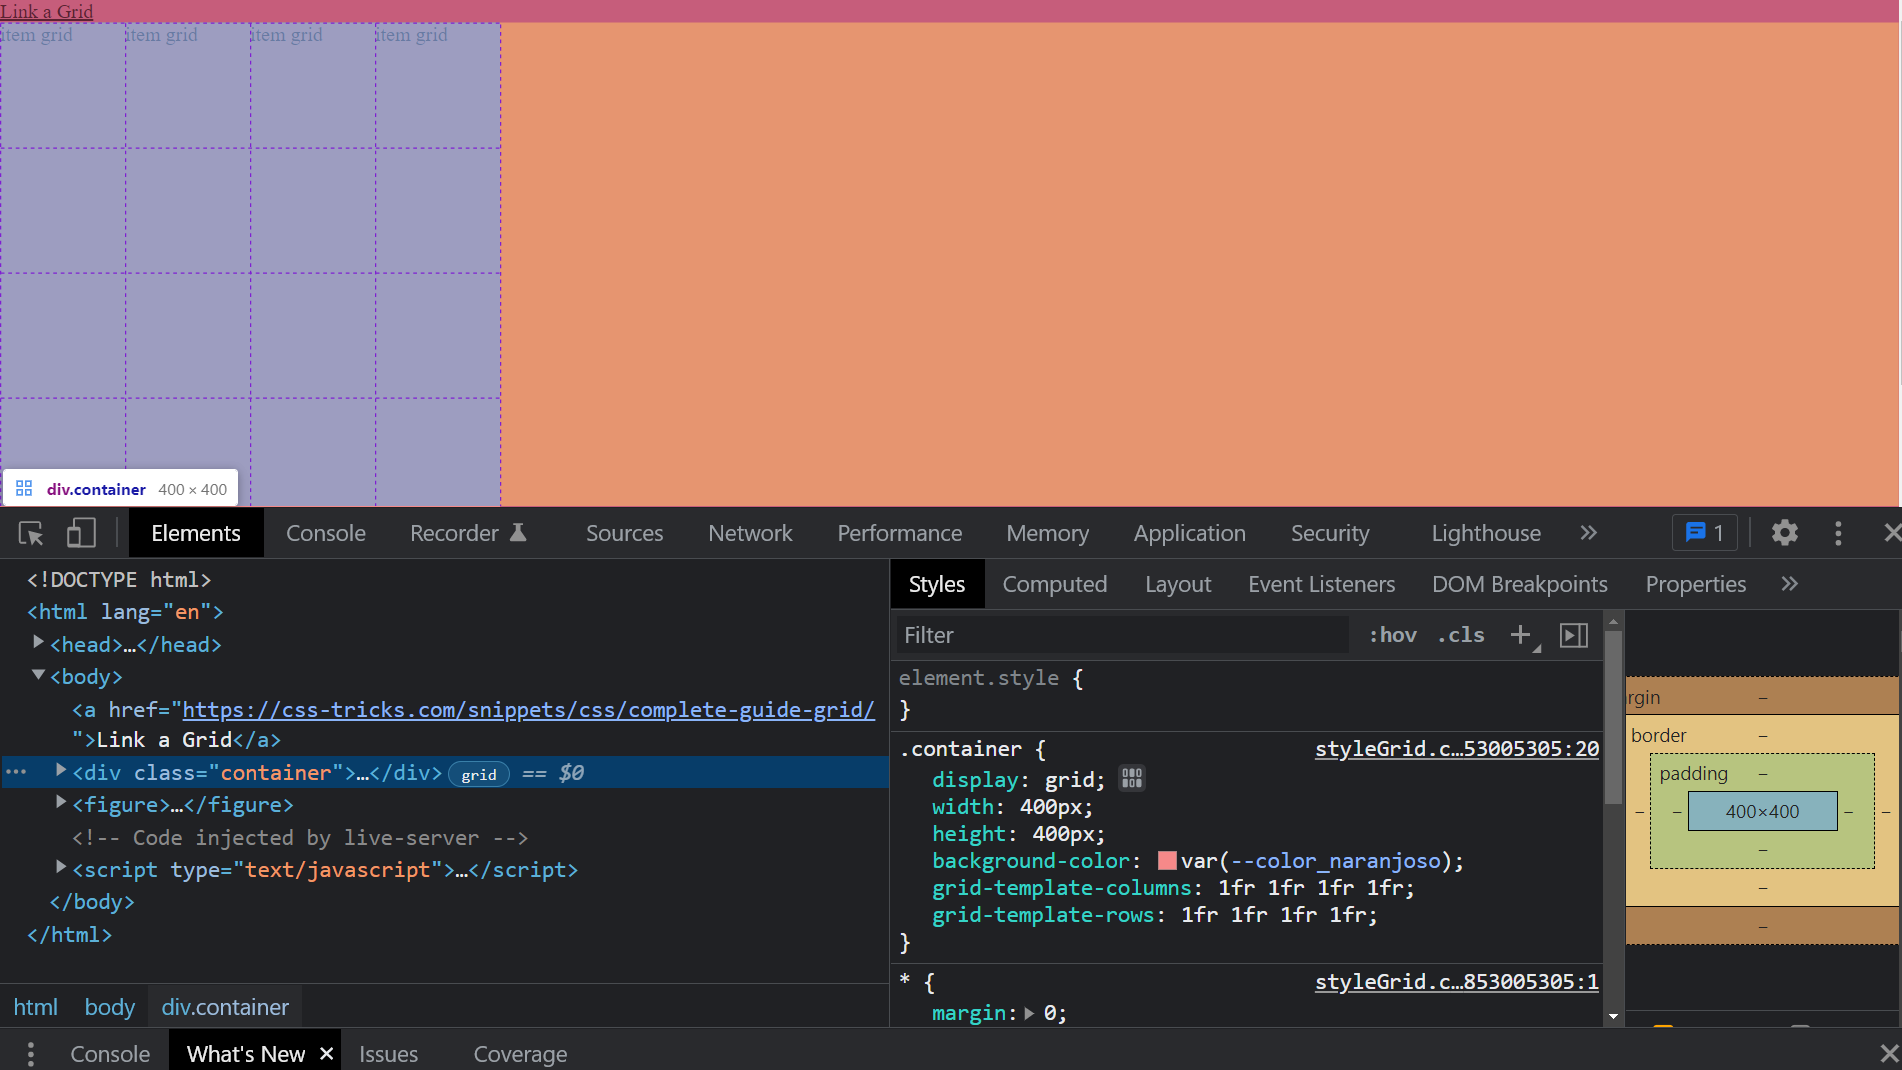 Link a Grid
item grid item grid item grid item grid
div.container 400 × 400
Elements Console Recorder Sources Network Performance Memory Application Security Lighthouse 1
<!DOCTYPE html>
<html lang="en">
<head>…</head>
<body>
<a href="https://css-tricks.com/snippets/css/complete-guide-grid/
">Link a Grid</a>
<div class="container">…</div> grid == $0
<figure>…</figure>
<!-- Code injected by live-server -->
<script type="text/javascript">…</script>
</body>
</html>
html body div.container
Styles Computed Layout Event Listeners DOM Breakpoints Properties
Filter :hov .cls
element.style {
}
.container { styleGrid.c…53005305:20
display: grid;
width: 400px;
height: 400px;
background-color: var(--color_naranjoso);
grid-template-columns: 1fr 1fr 1fr 1fr;
grid-template-rows: 1fr 1fr 1fr 1fr;
}
* { styleGrid.c…853005305:1
margin: 0;
rgin –
border –
padding –
– – 400×400 – –
–
–
–
Console What's New Issues Coverage